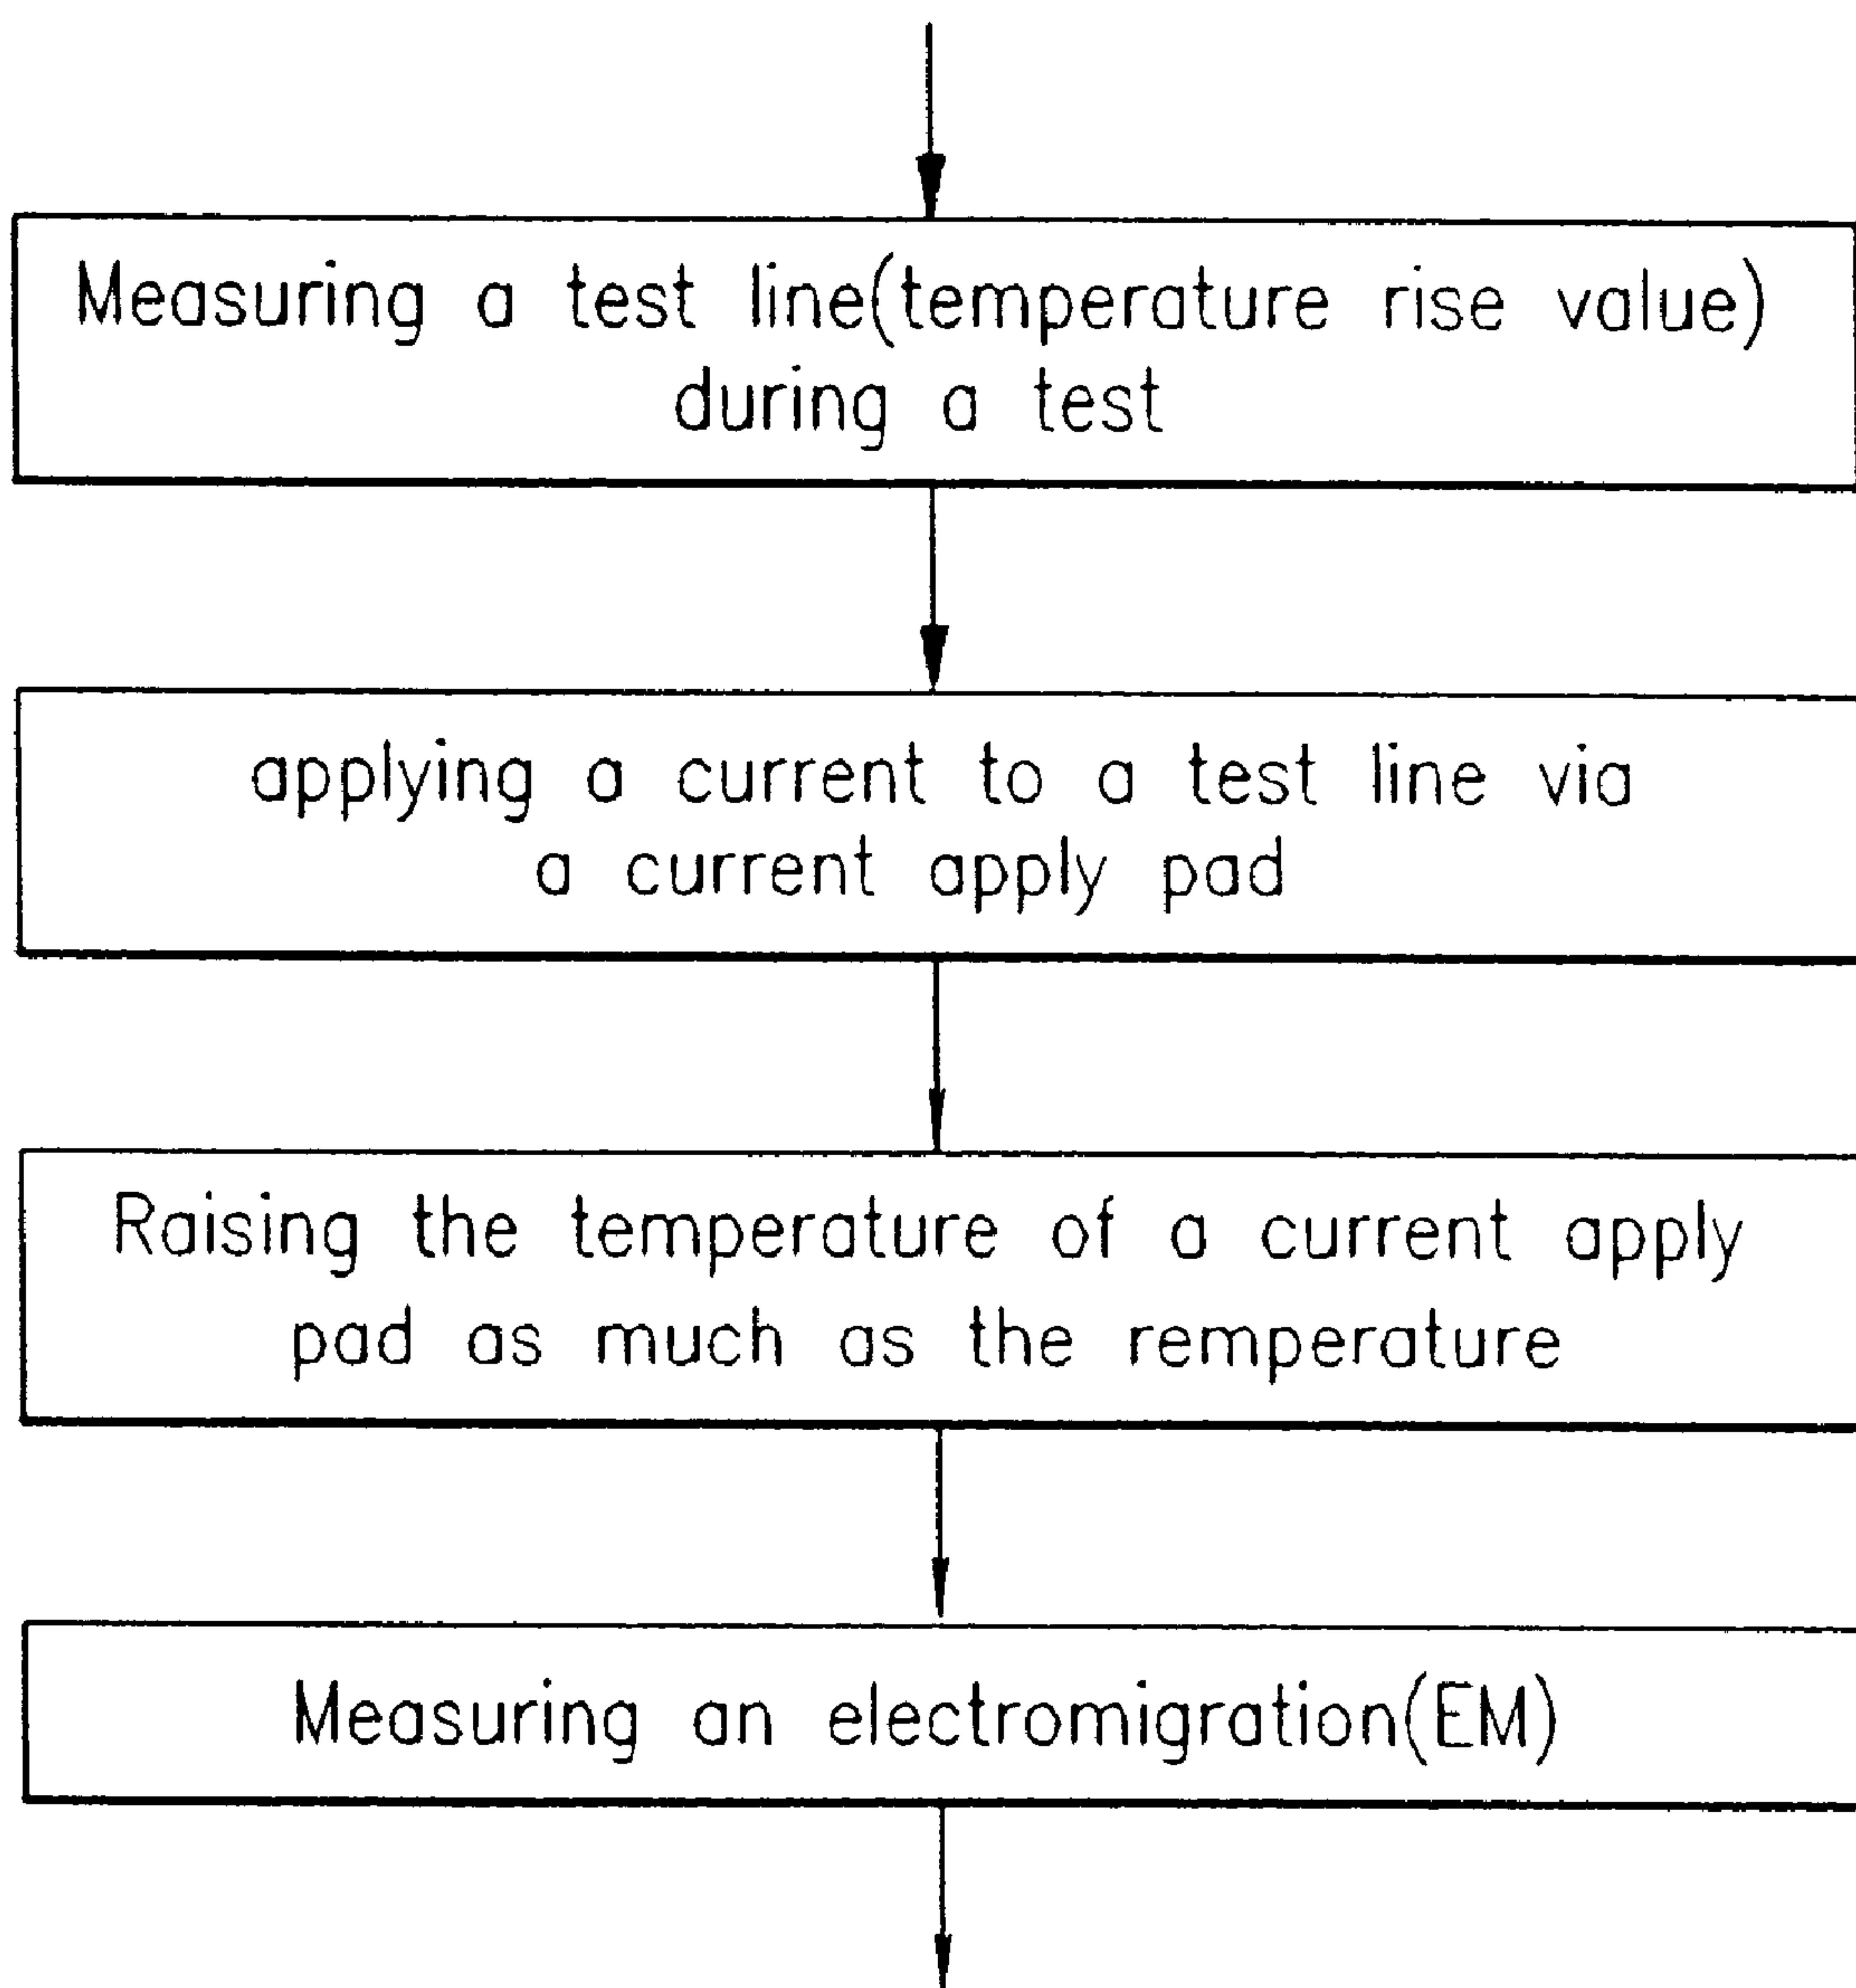 Measuring a test line(temperature rise value)
during a test
applying a current to a test line via
a current apply pad
Raising the temperature of a current apply
pad as much as the remperature
Measuring an electromigration(EM)